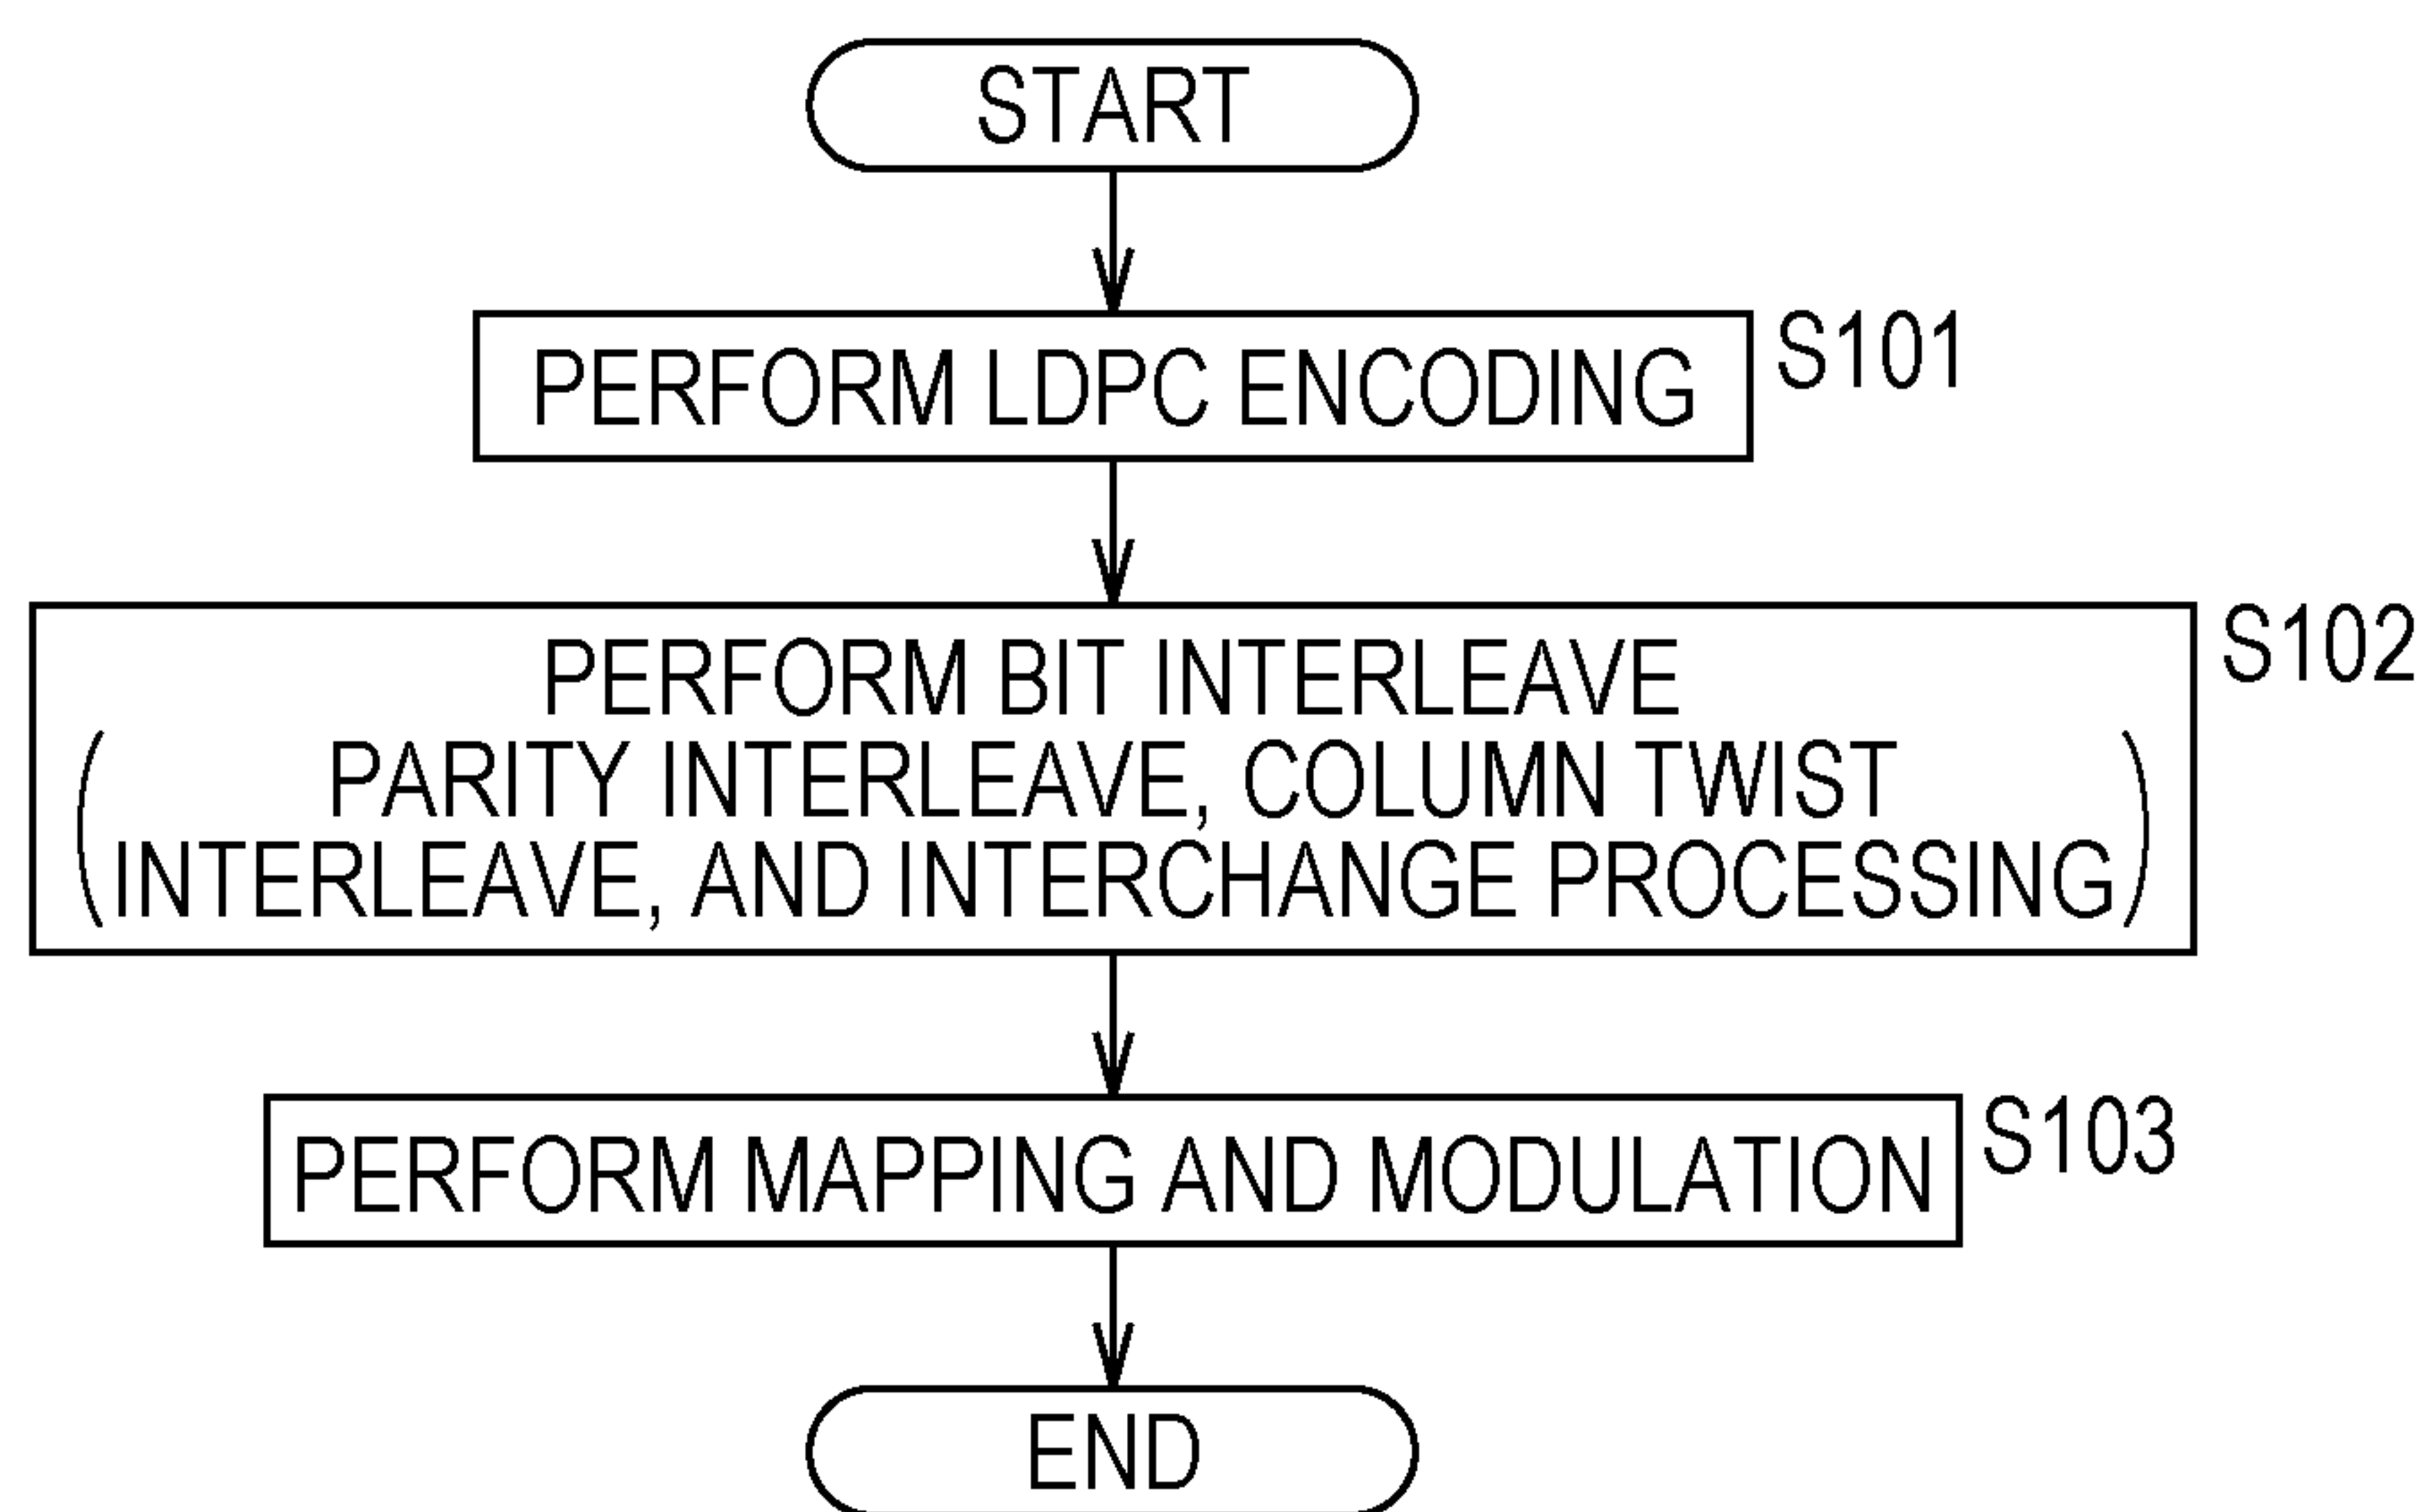 START
PERFORM LDPC ENCODING
S101
PERFORM BIT INTERLEAVE
S102
(PARITY INTERLEAVE, COLUMN TWIST
INTERLEAVE, AND INTERCHANGE PROCESSING)
PERFORM MAPPING AND MODULATION
S103
END